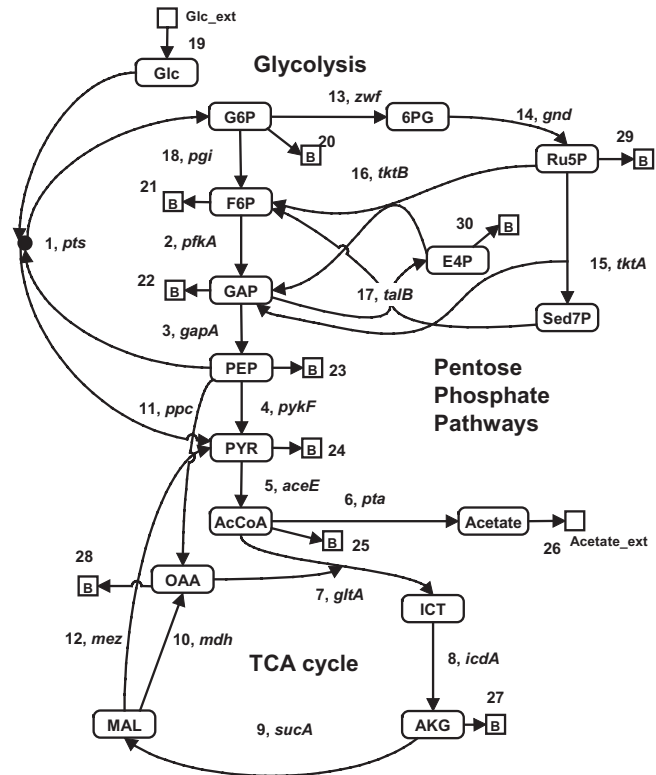 Glc_ext
19
Glc
Glycolysis
13, zwf
G6P
6PG
14, gnd
20
B
29
Ru5P
B
18, pgi
16, tktB
21
B
F6P
30
B
1, pts
2, pfkA
E4P
22
B
GAP
17, talB
15, tktA
Sed7P
3, gapA
PEP
B
23
Pentose
Phosphate
Pathways
11, ppc
4, pykF
PYR
B
24
5, aceE
6, pta
AcCoA
Acetate
B
25
26
Acetate_ext
28
B
OAA
7, gltA
ICT
12, mez
10, mdh
TCA cycle
8, icdA
27
MAL
AKG
B
9, sucA